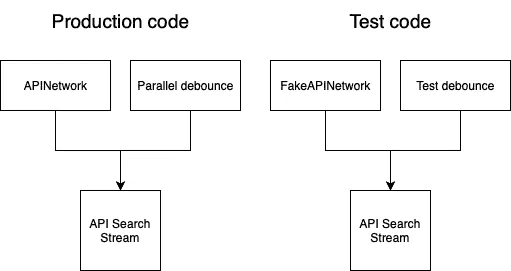 Production code
Test code
APINetwork
Parallel debounce
FakeAPINetwork
Test debounce
API Search
Stream
API Search
Stream